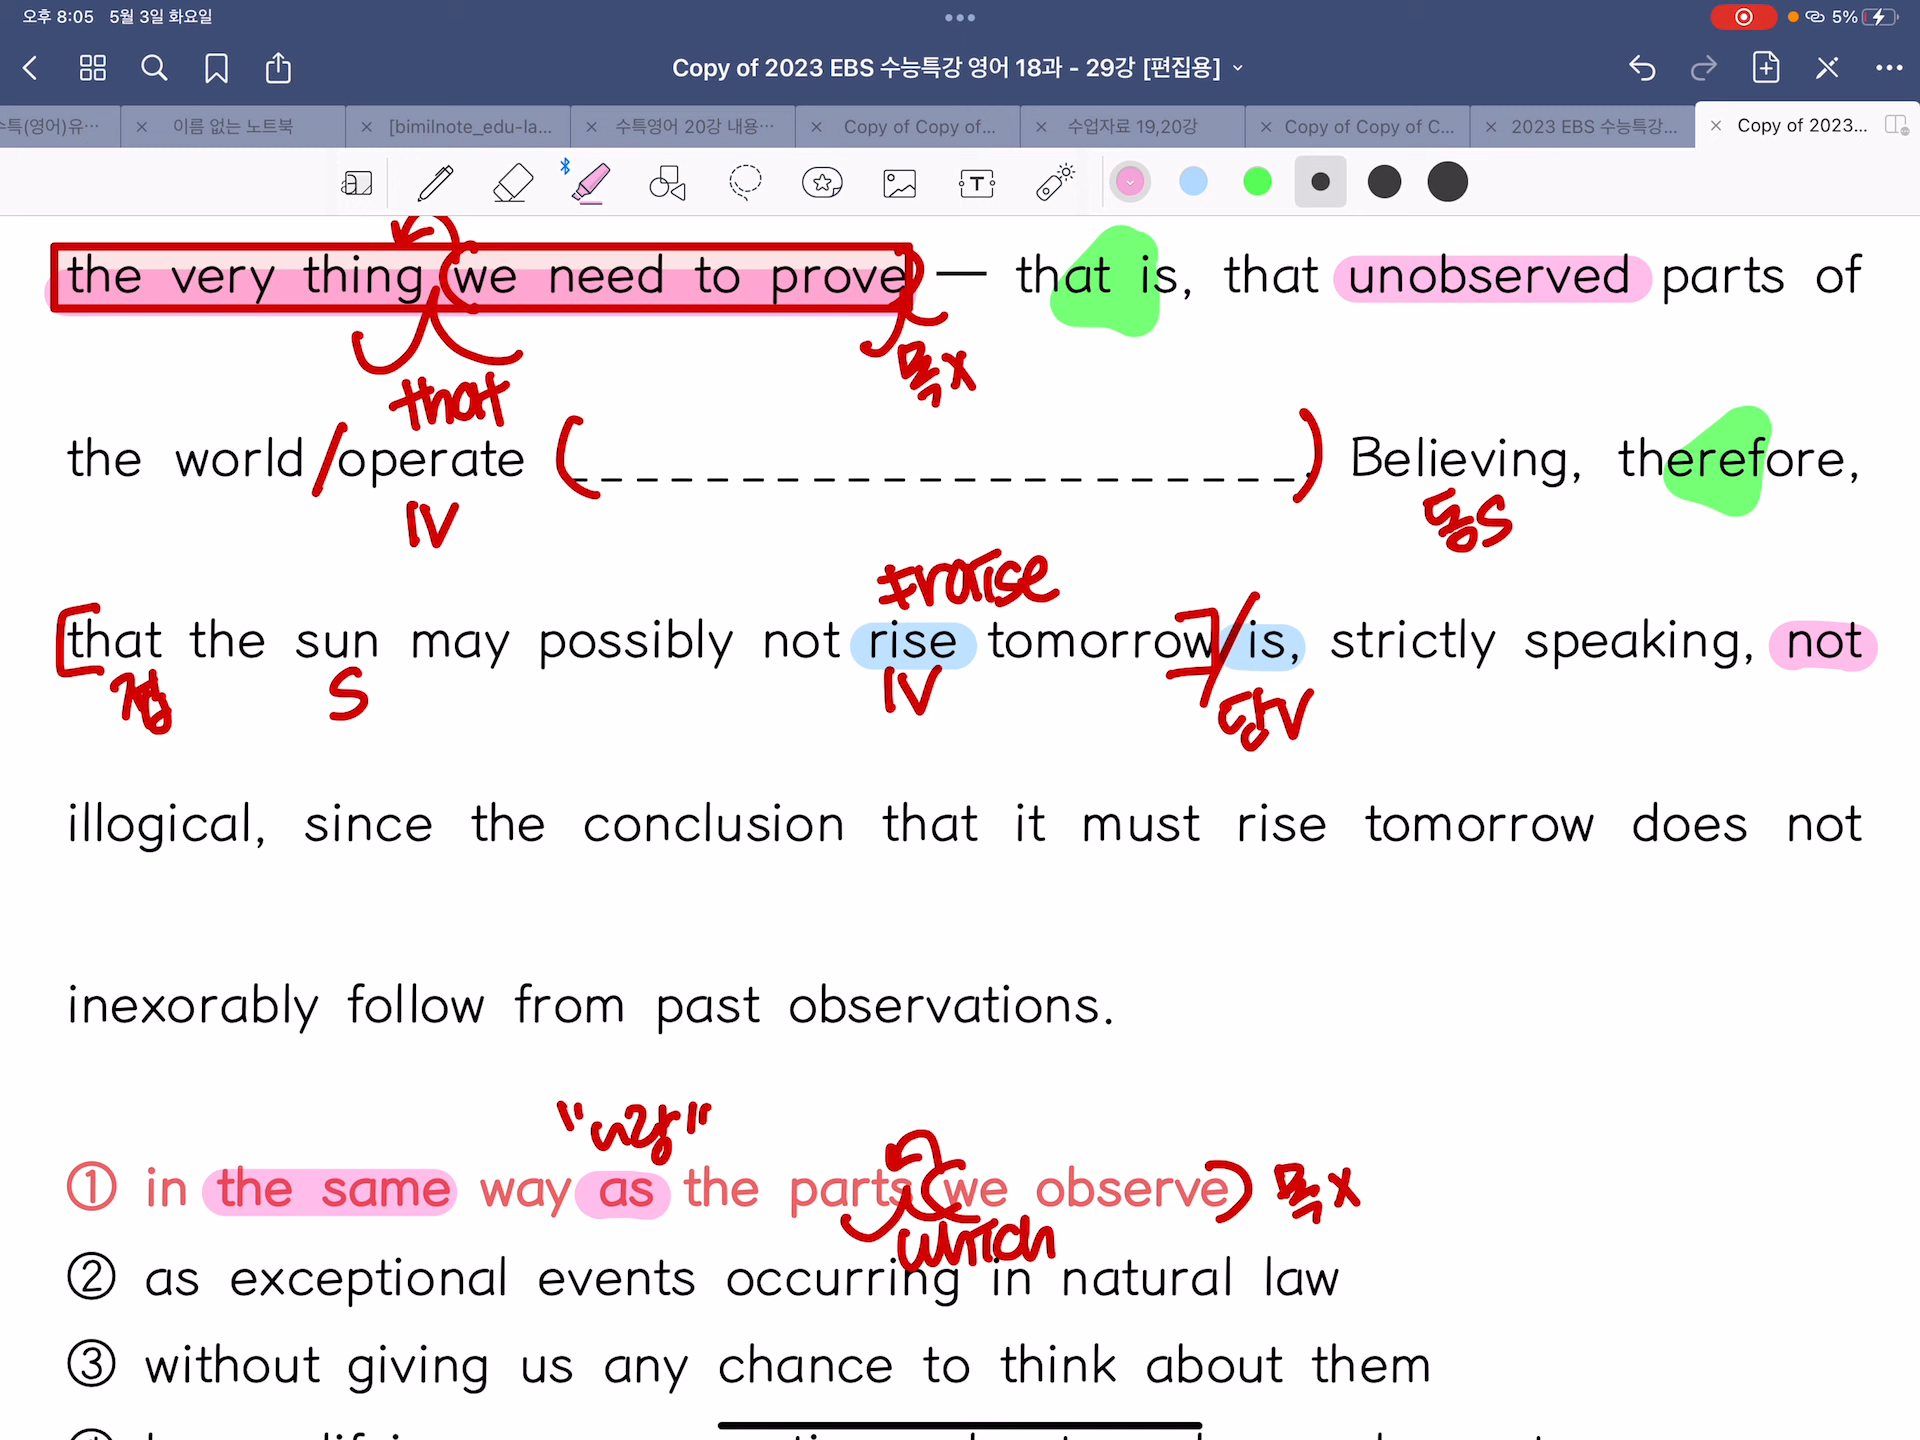 오후 8:05 5월 3일 화요일
5%
Copy of 2023 EBS 수능특강 영어 18과 - 29강 [편집용]
수특(영어)유...
이름 없는 노트북
[bimilnote_edu-la...
수특영어 20강 내용...
Copy of Copy of...
수업자료 19,20강
Copy of Copy of C...
2023 EBS 수능특강...
Copy of 2023...
the very thing we need to prove — that is, that unobserved parts of
that 목X
the world / operate ( ). Believing, therefore,
IV 동S
≠raise
[that the sun may possibly not rise tomorrow] / is, strictly speaking, not
접 S IV 단V
illogical, since the conclusion that it must rise tomorrow does not
inexorably follow from past observations.
① in the same way as the parts (we observe) 목X
which
② as exceptional events occurring in natural law
③ without giving us any chance to think about them